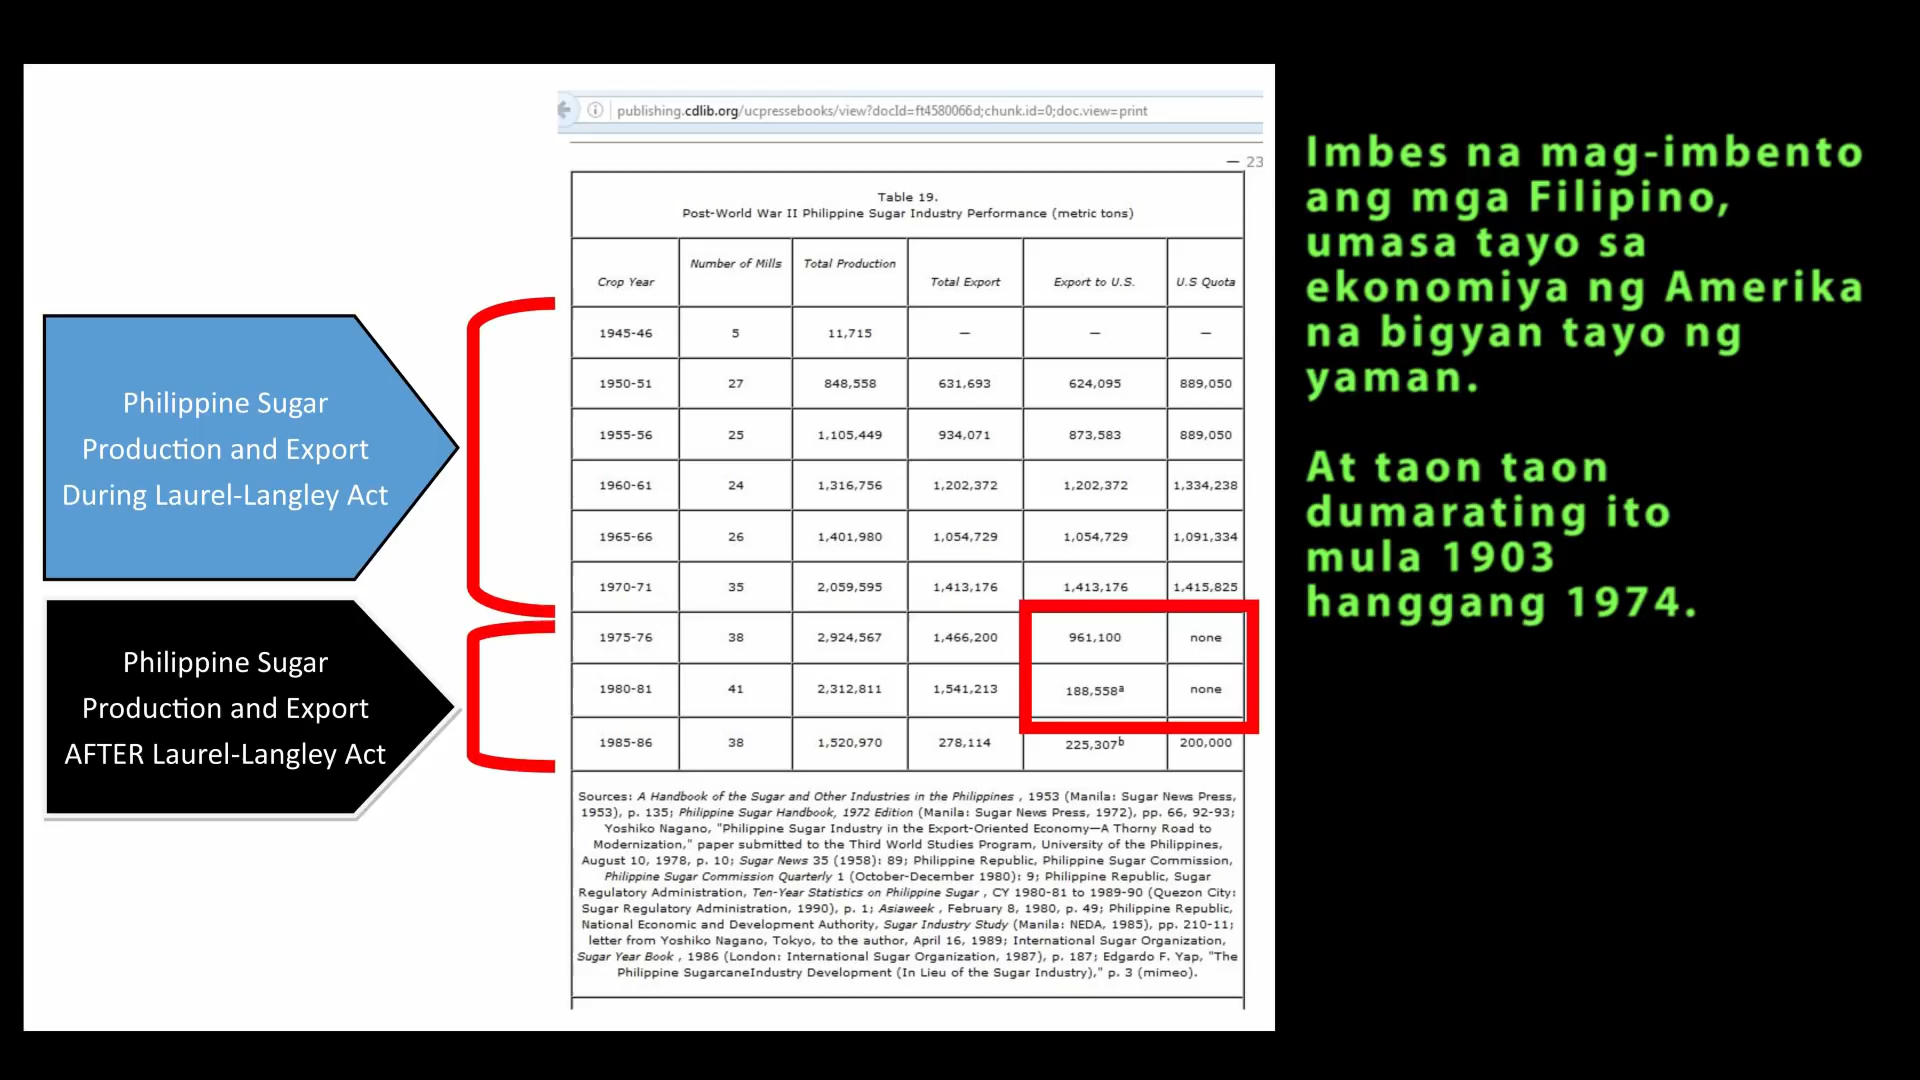 publishing.cdlib.org/ucpressebooks/view?docId=ft4580066d;chunk.id=0;doc.view=print
— 23
Table 19.
Post-World War II Philippine Sugar Industry Performance (metric tons)
Crop Year Number of Mills Total Production Total Export Export to U.S. U.S Quota
1945-46 5 11,715 — — —
1950-51 27 848,558 631,693 624,095 889,050
1955-56 25 1,105,449 934,071 873,583 889,050
1960-61 24 1,316,756 1,202,372 1,202,372 1,334,238
1965-66 26 1,401,980 1,054,729 1,054,729 1,091,334
1970-71 35 2,059,595 1,413,176 1,413,176 1,415,825
1975-76 38 2,924,567 1,466,200 961,100 none
1980-81 41 2,312,811 1,541,213 188,558a none
1985-86 38 1,520,970 278,114 225,307b 200,000
Sources: A Handbook of the Sugar and Other Industries in the Philippines , 1953 (Manila: Sugar News Press,
1953), p. 135; Philippine Sugar Handbook, 1972 Edition (Manila: Sugar News Press, 1972), pp. 66, 92-93;
Yoshiko Nagano, "Philippine Sugar Industry in the Export-Oriented Economy—A Thorny Road to
Modernization," paper submitted to the Third World Studies Program, University of the Philippines,
August 10, 1978, p. 10; Sugar News 35 (1958): 89; Philippine Republic, Philippine Sugar Commission,
Philippine Sugar Commission Quarterly 1 (October-December 1980): 9; Philippine Republic, Sugar
Regulatory Administration, Ten-Year Statistics on Philippine Sugar , CY 1980-81 to 1989-90 (Quezon City:
Sugar Regulatory Administration, 1990), p. 1; Asiaweek , February 8, 1980, p. 49; Philippine Republic,
National Economic and Development Authority, Sugar Industry Study (Manila: NEDA, 1985), pp. 210-11;
letter from Yoshiko Nagano, Tokyo, to the author, April 16, 1989; International Sugar Organization,
Sugar Year Book , 1986 (London: International Sugar Organization, 1987), p. 187; Edgardo F. Yap, "The
Philippine SugarcaneIndustry Development (In Lieu of the Sugar Industry)," p. 3 (mimeo).
Philippine Sugar
Production and Export
During Laurel-Langley Act
Philippine Sugar
Production and Export
AFTER Laurel-Langley Act
Imbes na mag-imbento
ang mga Filipino,
umasa tayo sa
ekonomiya ng Amerika
na bigyan tayo ng
yaman.
At taon taon
dumarating ito
mula 1903
hanggang 1974.